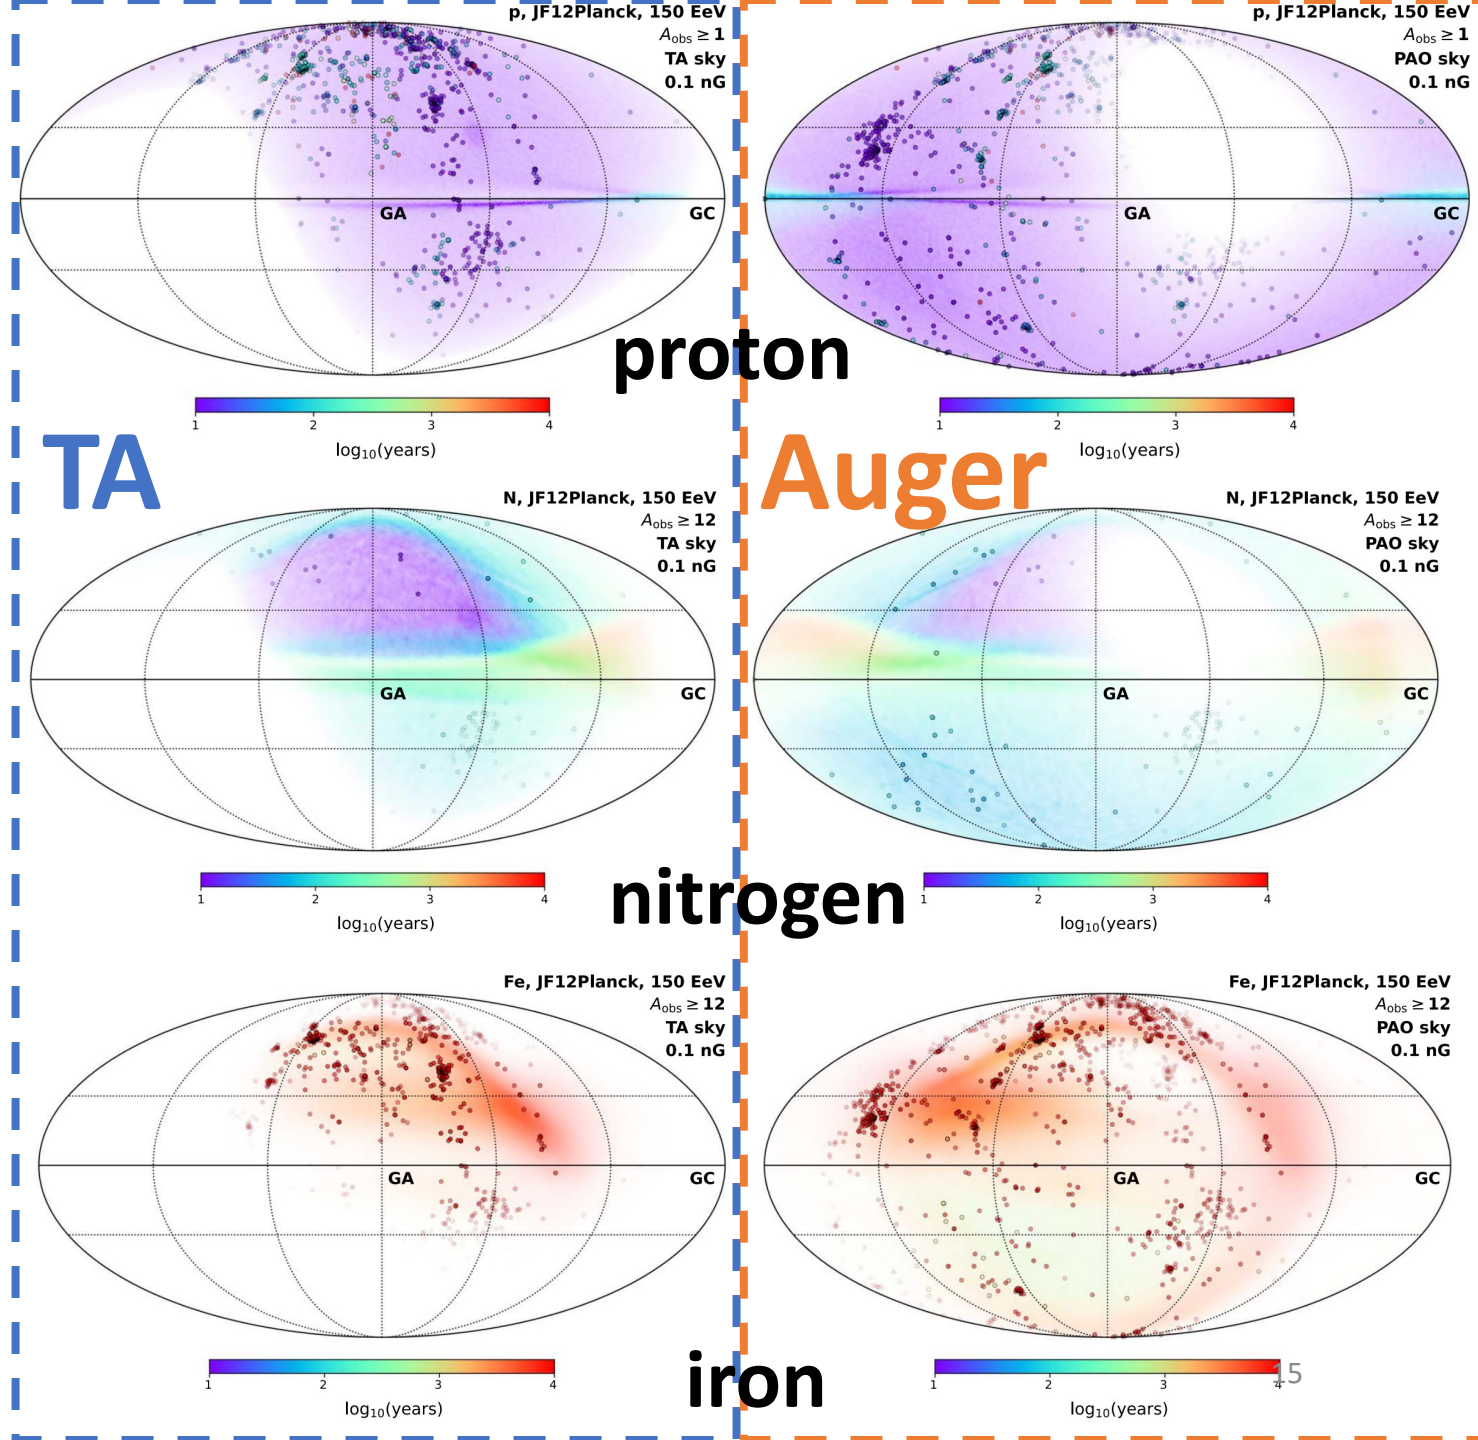 p, JF12Planck, 150 EeV
Aobs ≥ 1
TA sky
0.1 nG
GA
GC
1 2 3 4
log10(years)
p, JF12Planck, 150 EeV
Aobs ≥ 1
PAO sky
0.1 nG
GA
GC
1 2 3 4
log10(years)
proton
TA
Auger
N, JF12Planck, 150 EeV
Aobs ≥ 12
TA sky
0.1 nG
GA
GC
1 2 3 4
log10(years)
N, JF12Planck, 150 EeV
Aobs ≥ 12
PAO sky
0.1 nG
GA
GC
1 2 3 4
log10(years)
nitrogen
Fe, JF12Planck, 150 EeV
Aobs ≥ 12
TA sky
0.1 nG
GA
GC
1 2 3 4
log10(years)
Fe, JF12Planck, 150 EeV
Aobs ≥ 12
PAO sky
0.1 nG
GA
GC
1 2 3 4
log10(years)
iron
15